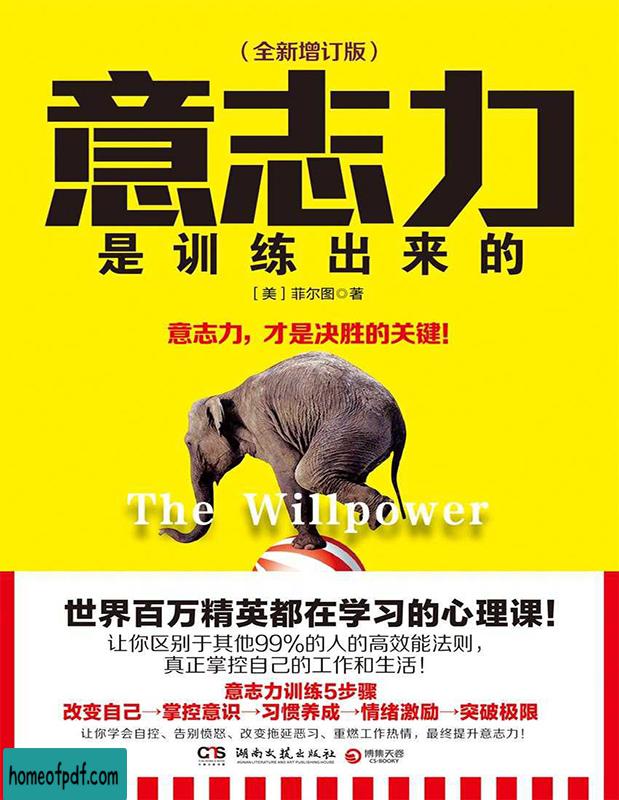 （全新增订版）
意志力
是训练出来的
［美］菲尔图◎著
意志力，才是决胜的关键！
The Willpower
世界百万精英都在学习的心理课！
让你区别于其他99%的人的高效能法则，
真正掌控自己的工作和生活！
意志力训练5步骤
改变自己→掌控意识→习惯养成→情绪激励→突破极限
让你学会自控、告别愤怒、改变拖延恶习、重燃工作热情，最终提升意志力！
湖南文艺出版社
HUNAN LITERATURE AND ART PUBLISHING HOUSE
博集天卷
CS-BOOKY
homeofpdf.com